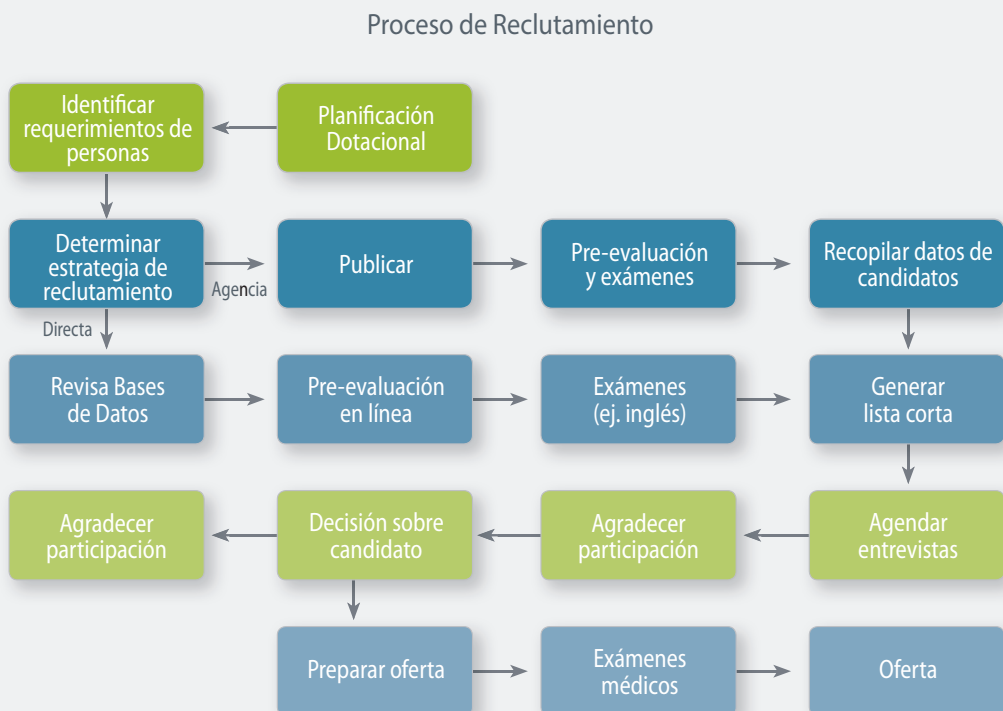 Proceso de Reclutamiento
Identificar
requerimientos de
personas
Planificación
Dotacional
Determinar
estrategia de
reclutamiento
Agencia
Publicar
Pre-evaluación
y exámenes
Recopilar datos de
candidatos
Directa
Revisa Bases
de Datos
Pre-evaluación
en línea
Exámenes
(ej. inglés)
Generar
lista corta
Agradecer
participación
Decisión sobre
candidato
Agradecer
participación
Agendar
entrevistas
Preparar oferta
Exámenes
médicos
Oferta